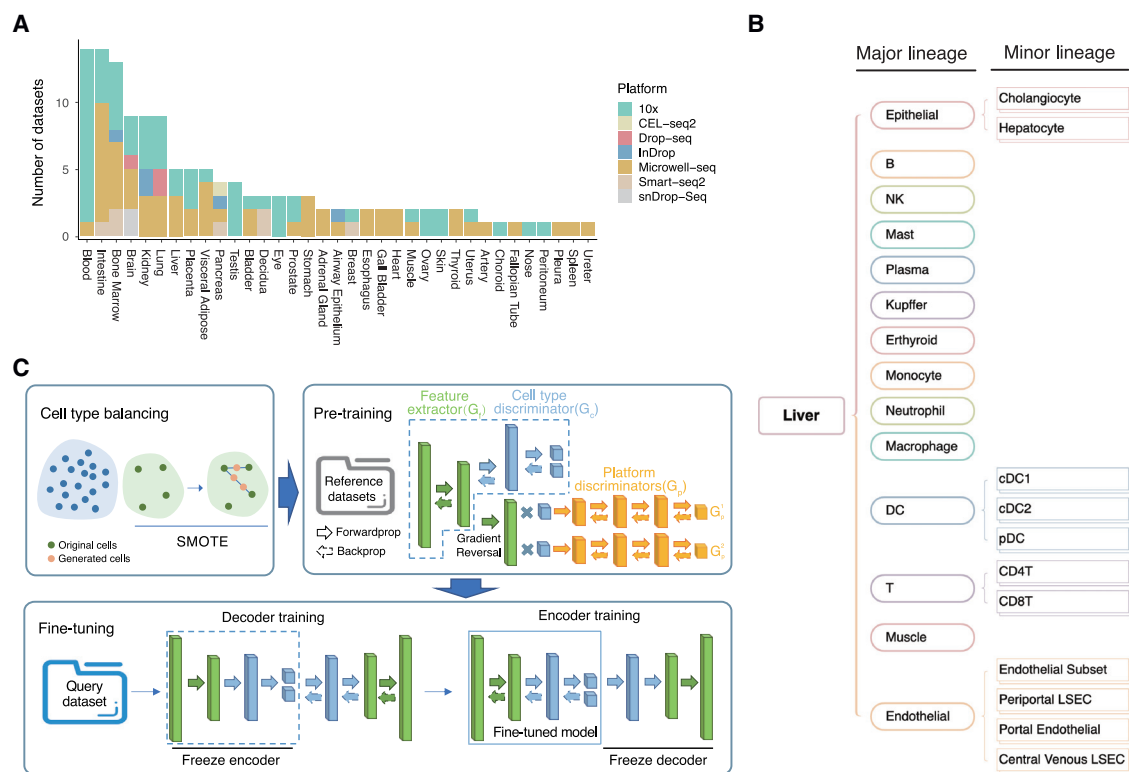 A
Number of datasets
10
5
0
Blood
Intestine
Bone Marrow
Brain
Kidney
Lung
Liver
Placenta
Visceral Adipose
Pancreas
Testis
Bladder
Decidua
Eye
Prostate
Stomach
Adrenal Gland
Airway Epithelium
Breast
Esophagus
Gall Bladder
Heart
Muscle
Ovary
Skin
Thyroid
Uterus
Artery
Choroid
Fallopian Tube
Nose
Peritoneum
Pleura
Spleen
Ureter
Platform
10x
CEL-seq2
Drop-seq
InDrop
Microwell-seq
Smart-seq2
snDrop-Seq
B
Major lineage
Minor lineage
Liver
Epithelial
Cholangiocyte
Hepatocyte
B
NK
Mast
Plasma
Kupffer
Erthyroid
Monocyte
Neutrophil
Macrophage
DC
cDC1
cDC2
pDC
T
CD4T
CD8T
Muscle
Endothelial
Endothelial Subset
Periportal LSEC
Portal Endothelial
Central Venous LSEC
C
Cell type balancing
Original cells
Generated cells
SMOTE
Pre-training
Reference
datasets
Forwardprop
Backprop
Feature
extractor(Gf)
Cell type
discriminator(Gc)
Gradient
Reversal
Platform
discriminators(Gp)
Fine-tuning
Query
dataset
Decoder training
Freeze encoder
Encoder training
Fine-tuned model
Freeze decoder